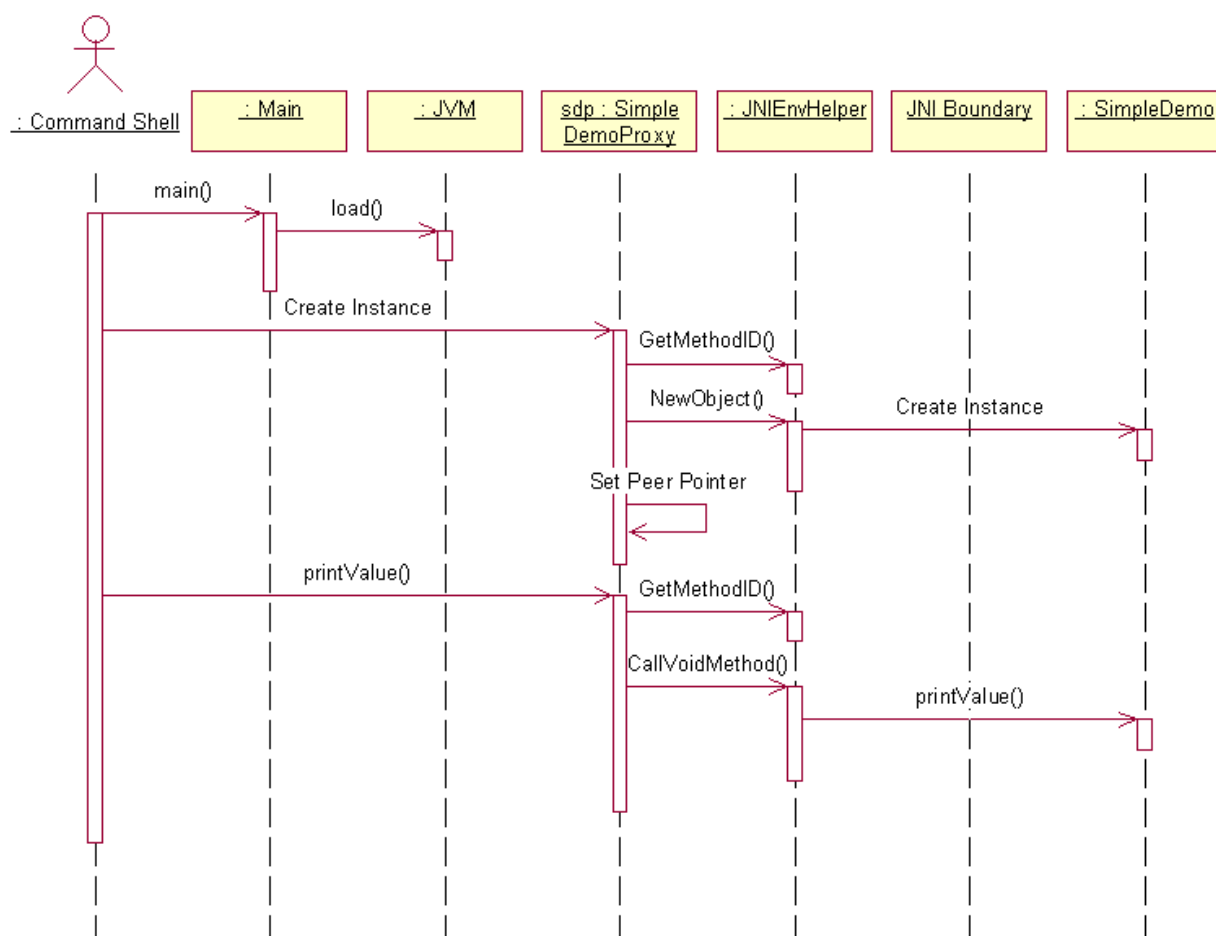 : Command Shell
: Main
: JVM
sdp : Simple
DemoProxy
: JNIEnvHelper
JNI Boundary
: SimpleDemo
main()
load()
Create Instance
GetMethodID()
NewObject()
Create Instance
Set Peer Pointer
printValue()
GetMethodID()
CallVoidMethod()
printValue()